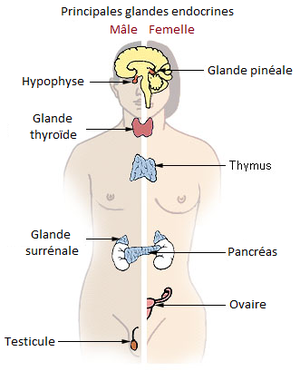 Principales glandes endocrines
Mâle Femelle
Glande pinéale
Hypophyse
Glande
thyroïde
Thymus
Glande
surrénale
Pancréas
Ovaire
Testicule